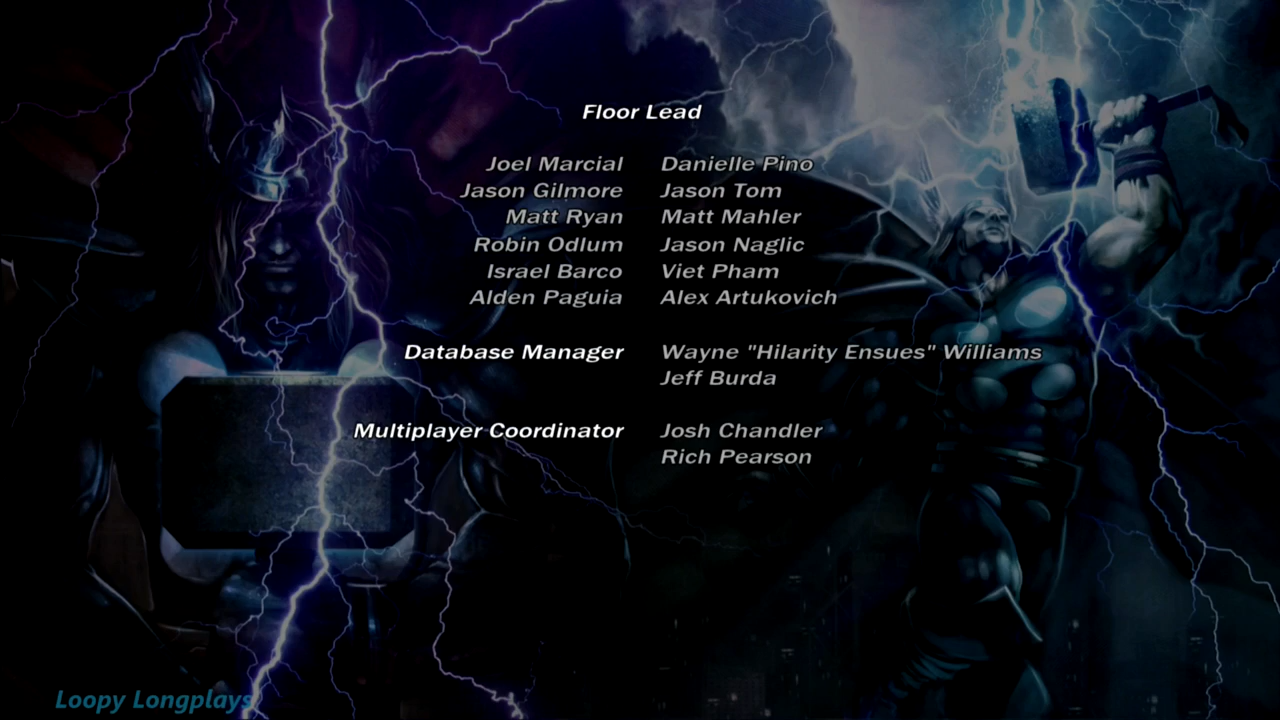 Floor Lead
Joel Marcial Danielle Pino
Jason Gilmore Jason Tom
Matt Ryan Matt Mahler
Robin Odlum Jason Naglic
Israel Barco Viet Pham
Alden Paguia Alex Artukovich
Database Manager Wayne "Hilarity Ensues" Williams
Jeff Burda
Multiplayer Coordinator Josh Chandler
Rich Pearson
Loopy Longplays